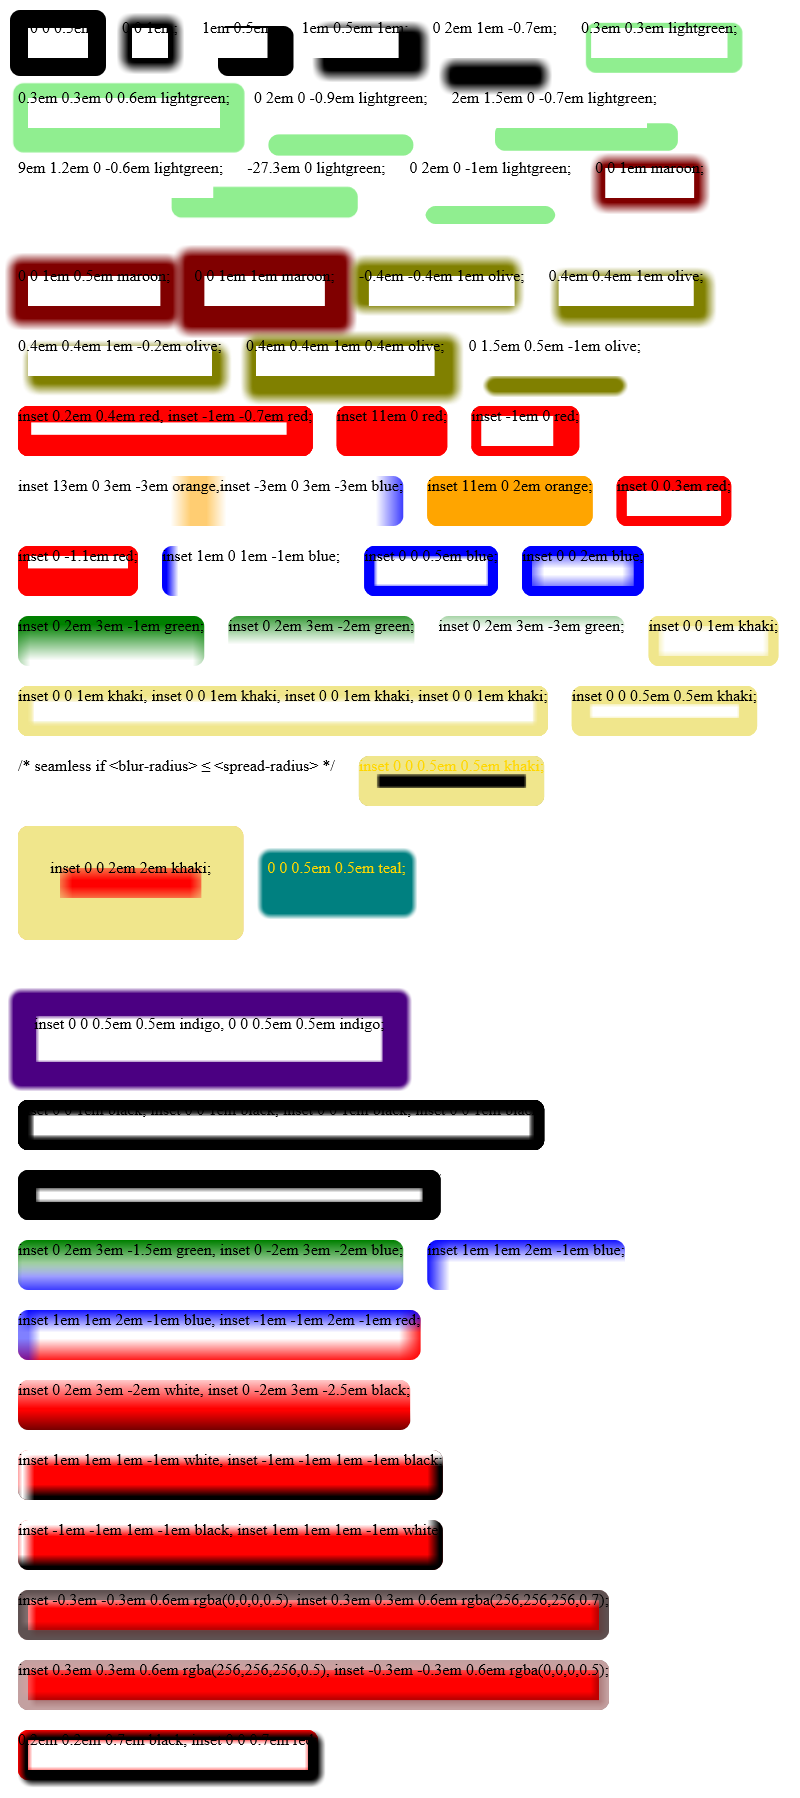 0 0 0.5em; 0 0 1em; 1em 0.5em; 1em 0.5em 1em; 0 2em 1em -0.7em; 0.3em 0.3em lightgreen;
0.3em 0.3em 0 0.6em lightgreen; 0 2em 0 -0.9em lightgreen; 2em 1.5em 0 -0.7em lightgreen;
9em 1.2em 0 -0.6em lightgreen; -27.3em 0 lightgreen; 0 2em 0 -1em lightgreen; 0 0 1em maroon;
0 0 1em 0.5em maroon; 0 0 1em 1em maroon; -0.4em -0.4em 1em olive; 0.4em 0.4em 1em olive;
0.4em 0.4em 1em -0.2em olive; 0.4em 0.4em 1em 0.4em olive; 0 1.5em 0.5em -1em olive;
inset 0.2em 0.4em red, inset -1em -0.7em red; inset 11em 0 red; inset -1em 0 red;
inset 13em 0 3em -3em orange,inset -3em 0 3em -3em blue; inset 11em 0 2em orange; inset 0 0 0.3em red;
inset 0 -1.1em red; inset 1em 0 1em -1em blue; inset 0 0 0.5em blue; inset 0 0 2em blue;
inset 0 2em 3em -1em green; inset 0 2em 3em -2em green; inset 0 2em 3em -3em green; inset 0 0 1em khaki;
inset 0 0 1em khaki, inset 0 0 1em khaki, inset 0 0 1em khaki, inset 0 0 1em khaki; inset 0 0 0.5em 0.5em khaki;
/* seamless if <blur-radius> ≤ <spread-radius> */ inset 0 0 0.5em 0.5em khaki;
inset 0 0 2em 2em khaki; 0 0 0.5em 0.5em teal;
inset 0 0 0.5em 0.5em indigo, 0 0 0.5em 0.5em indigo;
inset 0 0 1em black, inset 0 0 1em black, inset 0 0 1em black, inset 0 0 1em black;
inset 0 2em 3em -1.5em green, inset 0 -2em 3em -2em blue; inset 1em 1em 2em -1em blue;
inset 1em 1em 2em -1em blue, inset -1em -1em 2em -1em red;
inset 0 2em 3em -2em white, inset 0 -2em 3em -2.5em black;
inset 1em 1em 1em -1em white, inset -1em -1em 1em -1em black;
inset -1em -1em 1em -1em black, inset 1em 1em 1em -1em white;
inset -0.3em -0.3em 0.6em rgba(0,0,0,0.5), inset 0.3em 0.3em 0.6em rgba(256,256,256,0.7);
inset 0.3em 0.3em 0.6em rgba(256,256,256,0.5), inset -0.3em -0.3em 0.6em rgba(0,0,0,0.5);
0.2em 0.2em 0.7em black, inset 0 0 0.7em red;